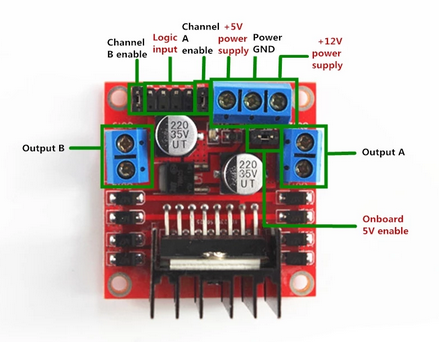 Channel
B enable
Logic
input
Channel
A
enable
+5V
power
supply
Power
GND
+12V
power
supply
Output B
Output A
Onboard
5V enable
220
35V
UT
220
35V
UT